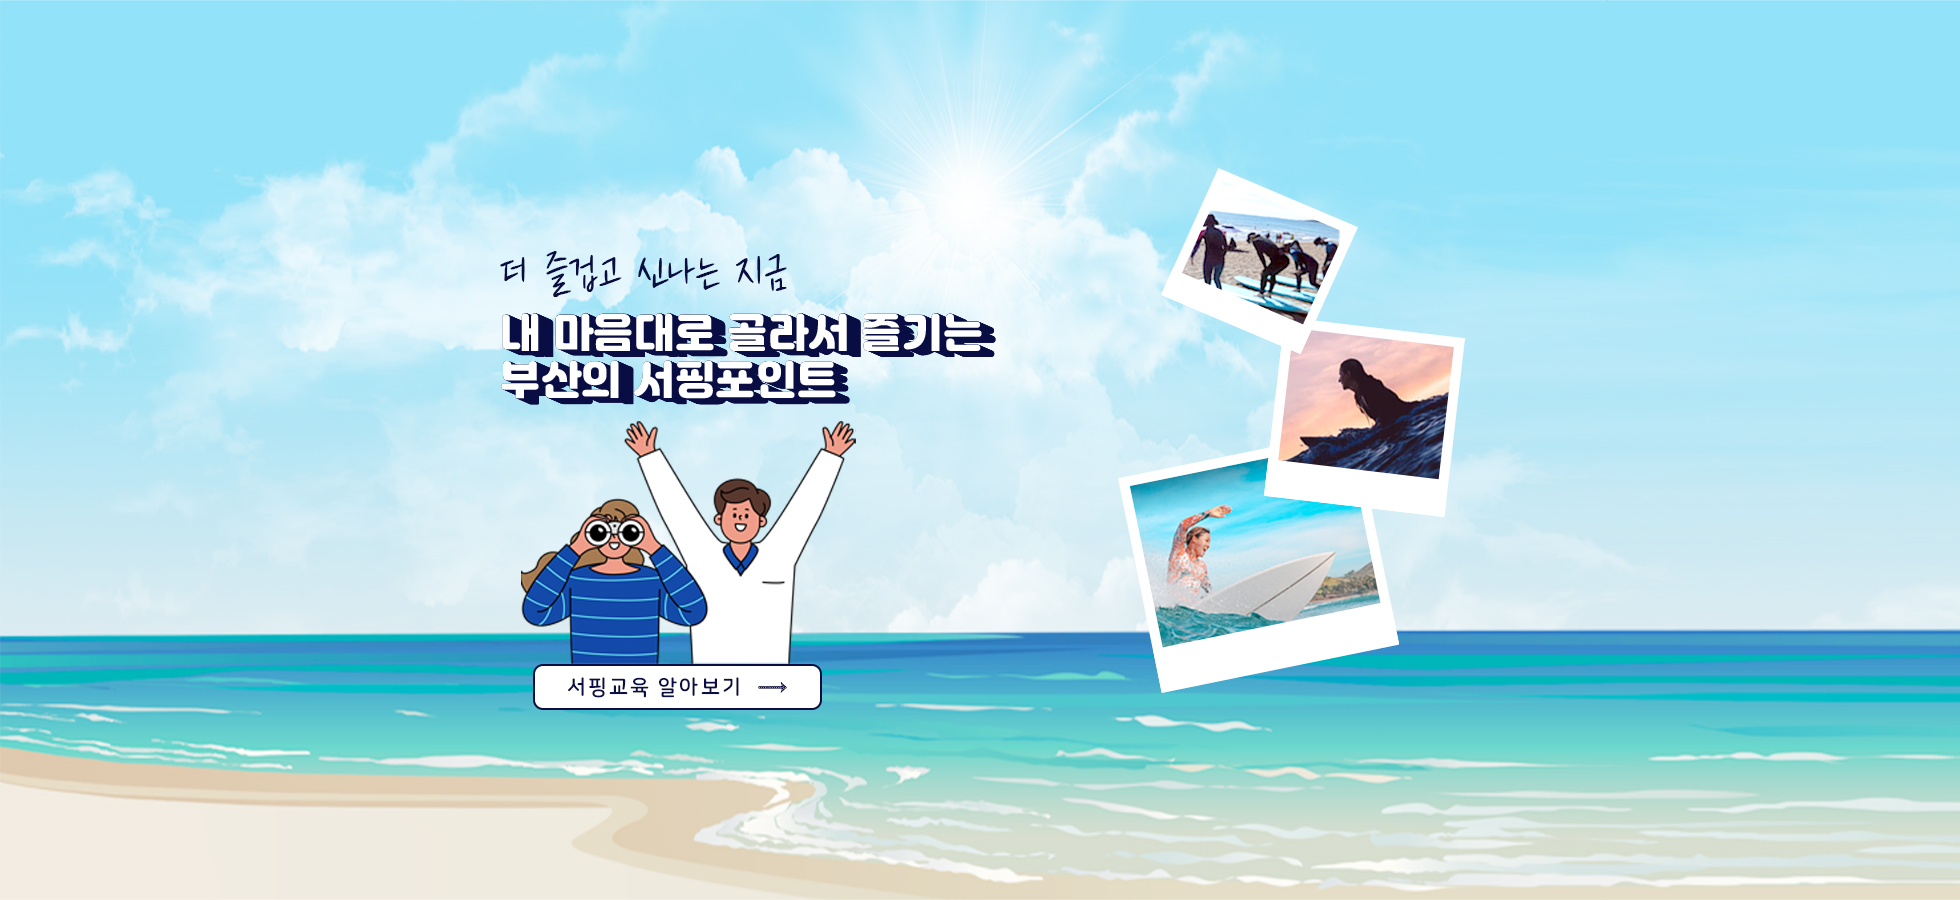 더 즐겁고 신나는 지금
내 마음대로 골라서 즐기는
부산의 서핑포인트
서핑교육 알아보기